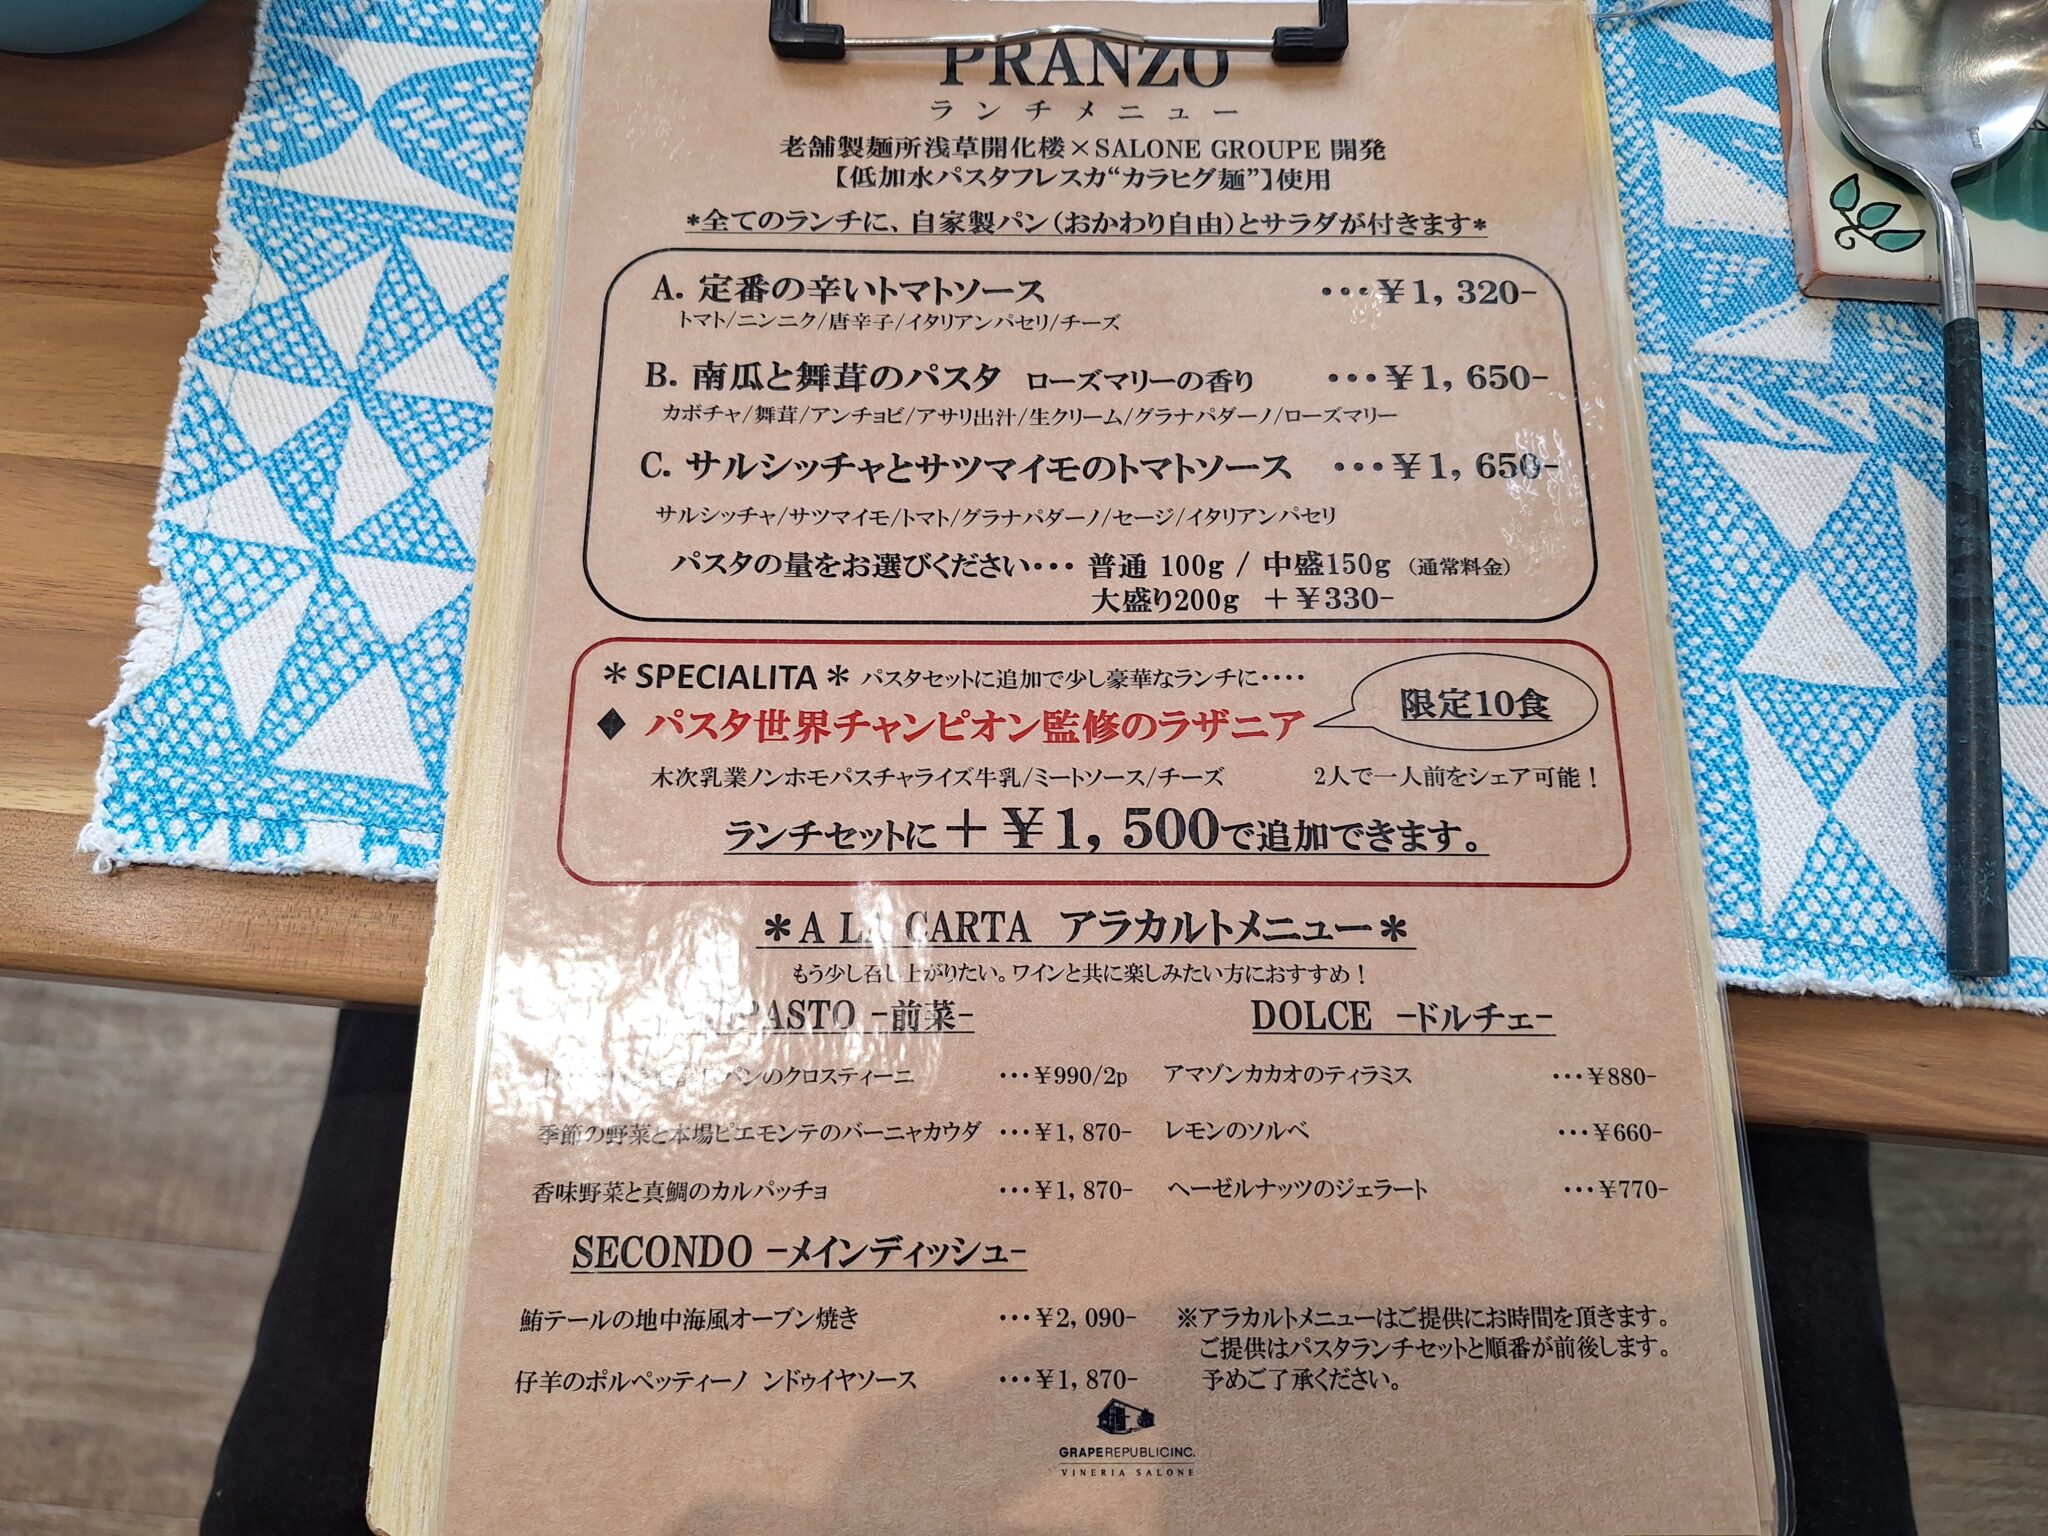 PRANZO
ランチメニュー
老舗製麺所浅草開化楼×SALONE GROUPE 開発
【低加水パスタフレスカ“カラヒグ麺”】使用
*全てのランチに、自家製パン(おかわり自由)とサラダが付きます*
A. 定番の辛いトマトソース ･･･¥1,320-
トマト/ニンニク/唐辛子/イタリアンパセリ/チーズ
B. 南瓜と舞茸のパスタ ローズマリーの香り ･･･¥1,650-
カボチャ/舞茸/アンチョビ/アサリ出汁/生クリーム/グラナパダーノ/ローズマリー
C. サルシッチャとサツマイモのトマトソース ･･･¥1,650-
サルシッチャ/サツマイモ/トマト/グラナパダーノ/セージ/イタリアンパセリ
パスタの量をお選びください･･･ 普通 100g / 中盛150g (通常料金)
大盛り200g +¥330-
*SPECIALITA* パスタセットに追加で少し豪華なランチに････
◆ パスタ世界チャンピオン監修のラザニア
限定10食
木次乳業ノンホモパスチャライズ牛乳/ミートソース/チーズ 2人で一人前をシェア可能!
ランチセットに+¥1,500で追加できます。
*A LA CARTA アラカルトメニュー*
もう少し召し上がりたい。ワインと共に楽しみたい方におすすめ!
PASTO -前菜-
パンのクロスティーニ ･･･¥990/2p
季節の野菜と本場ピエモンテのバーニャカウダ ･･･¥1,870-
香味野菜と真鯛のカルパッチョ ･･･¥1,870-
DOLCE -ドルチェ-
アマゾンカカオのティラミス ･･･¥880-
レモンのソルベ ･･･¥660-
ヘーゼルナッツのジェラート ･･･¥770-
SECONDO -メインディッシュ-
鮪テールの地中海風オーブン焼き ･･･¥2,090-
仔羊のポルペッティーノ ンドゥイヤソース ･･･¥1,870-
※アラカルトメニューはご提供にお時間を頂きます。
ご提供はパスタランチセットと順番が前後します。
予めご了承ください。
GRAPEREPUBLICINC.
VINERIA SALONE